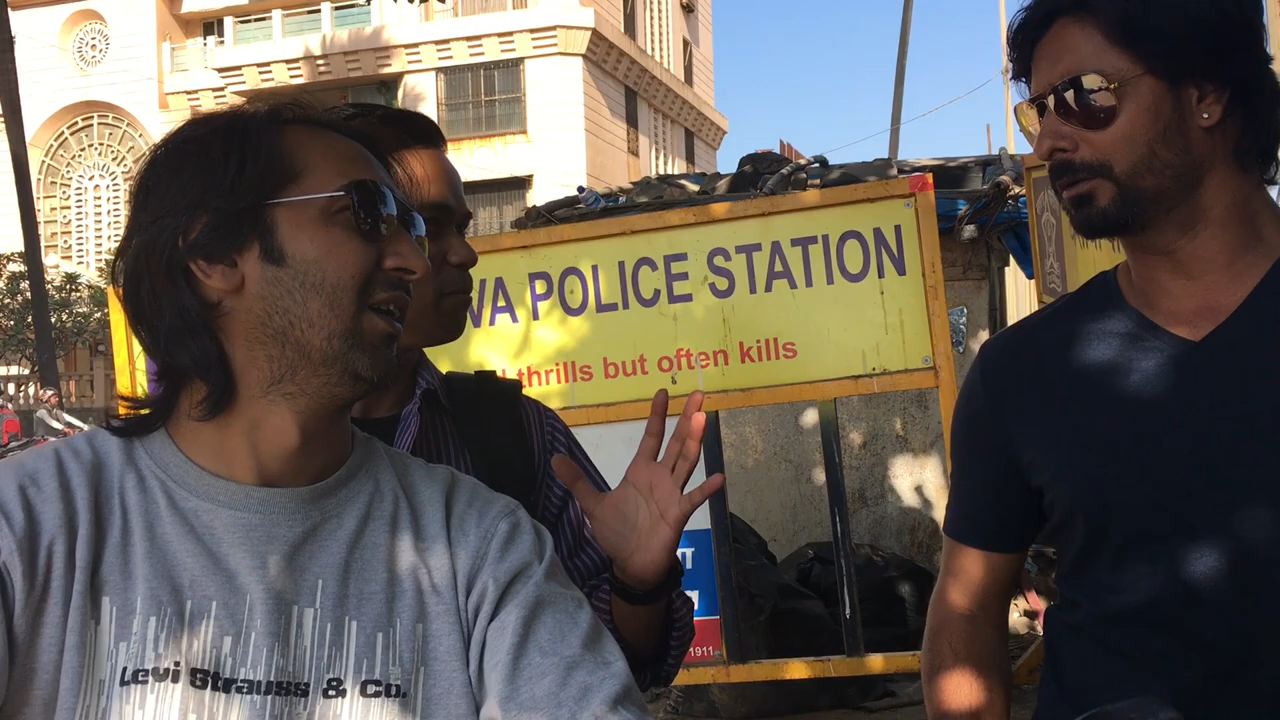 VA POLICE STATION
thrills but often kills
1911
Levi Strauss & Co.